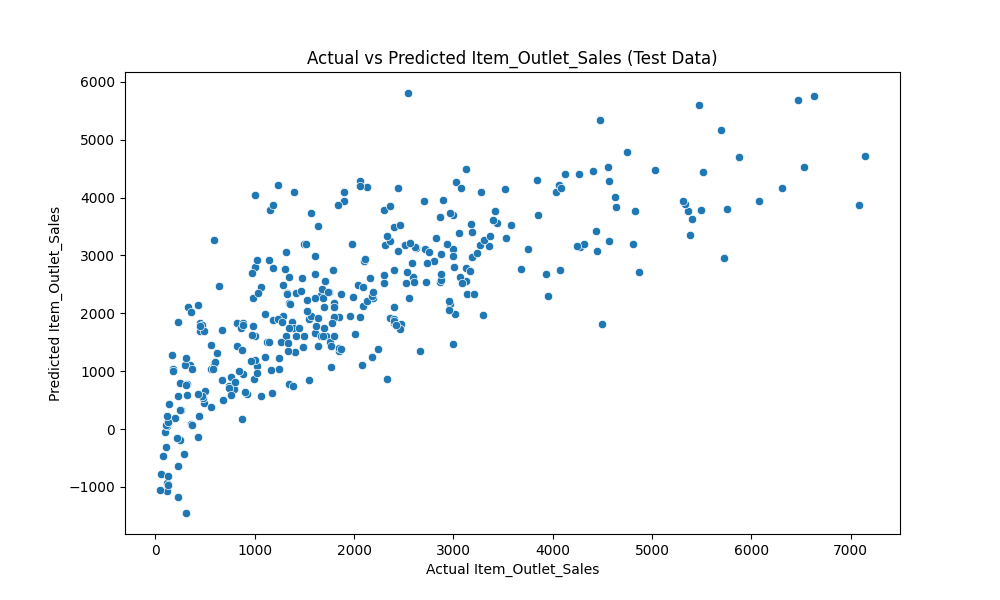 Actual vs Predicted Item_Outlet_Sales (Test Data)
Predicted Item_Outlet_Sales
6000
5000
4000
3000
2000
1000
0
−1000
0 1000 2000 3000 4000 5000 6000 7000
Actual Item_Outlet_Sales